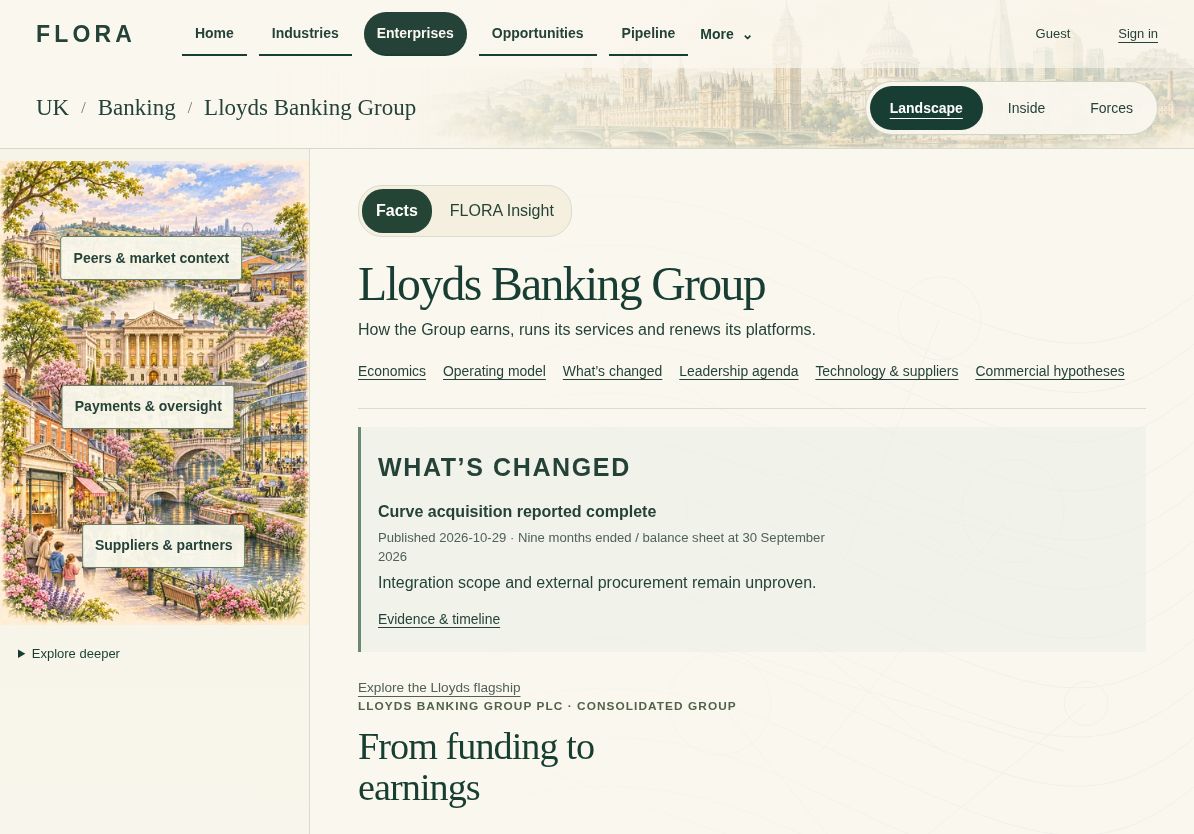 FLORA
Home
Industries
Enterprises
Opportunities
Pipeline
More
Guest
Sign in
UK / Banking / Lloyds Banking Group
Landscape
Inside
Forces
Peers & market context
Payments & oversight
Suppliers & partners
Explore deeper
Facts
FLORA Insight
Lloyds Banking Group
How the Group earns, runs its services and renews its platforms.
Economics
Operating model
What’s changed
Leadership agenda
Technology & suppliers
Commercial hypotheses
WHAT’S CHANGED
Curve acquisition reported complete
Published 2026-10-29 · Nine months ended / balance sheet at 30 September
2026
Integration scope and external procurement remain unproven.
Evidence & timeline
Explore the Lloyds flagship
LLOYDS BANKING GROUP PLC · CONSOLIDATED GROUP
From funding to
earnings